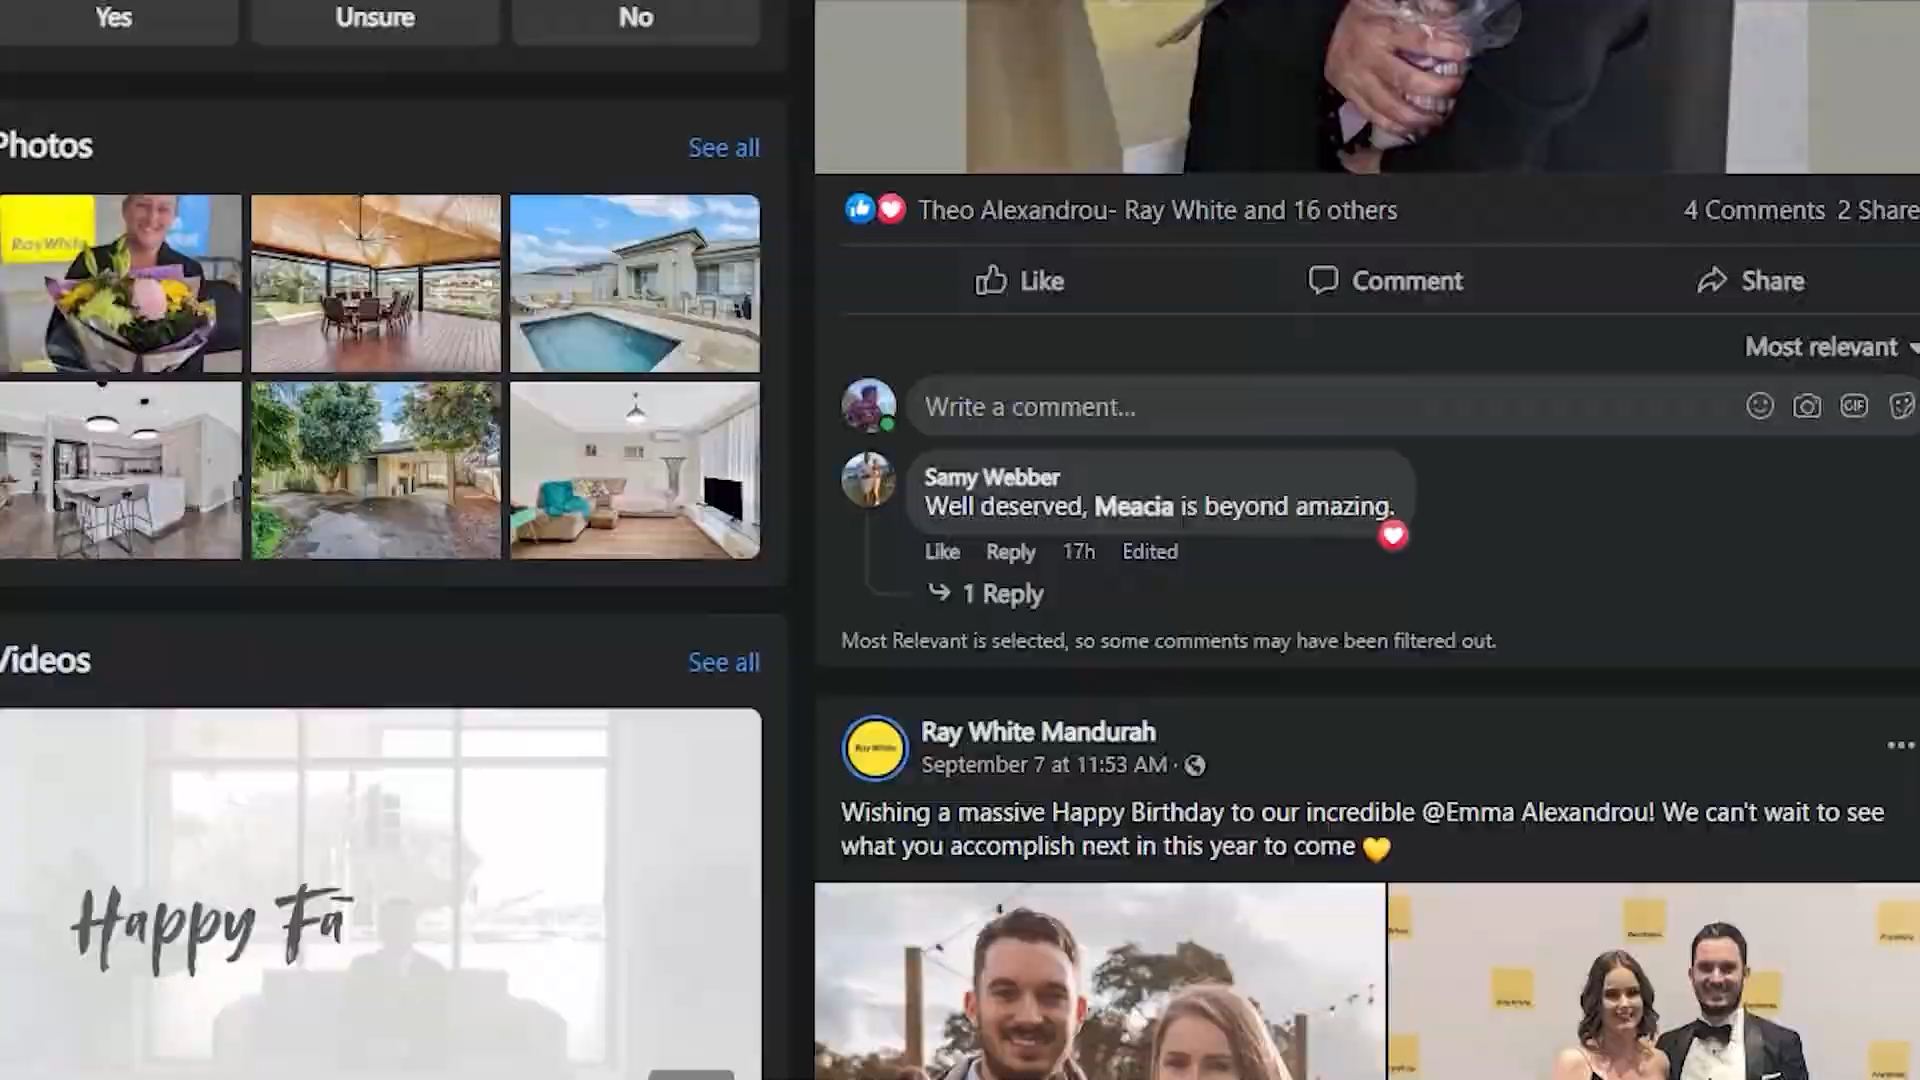 Yes
Unsure
No
Photos
See all
RayWhite
Videos
See all
Happy Fa
Theo Alexandrou- Ray White and 16 others
4 Comments 2 Share
Like
Comment
Share
Most relevant
Write a comment...
GIF
Samy Webber
Well deserved, Meacia is beyond amazing.
Like Reply 17h Edited
1 Reply
Most Relevant is selected, so some comments may have been filtered out.
Ray White
Ray White Mandurah
September 7 at 11:53 AM ·
Wishing a massive Happy Birthday to our incredible @Emma Alexandrou! We can't wait to see
what you accomplish next in this year to come 💛